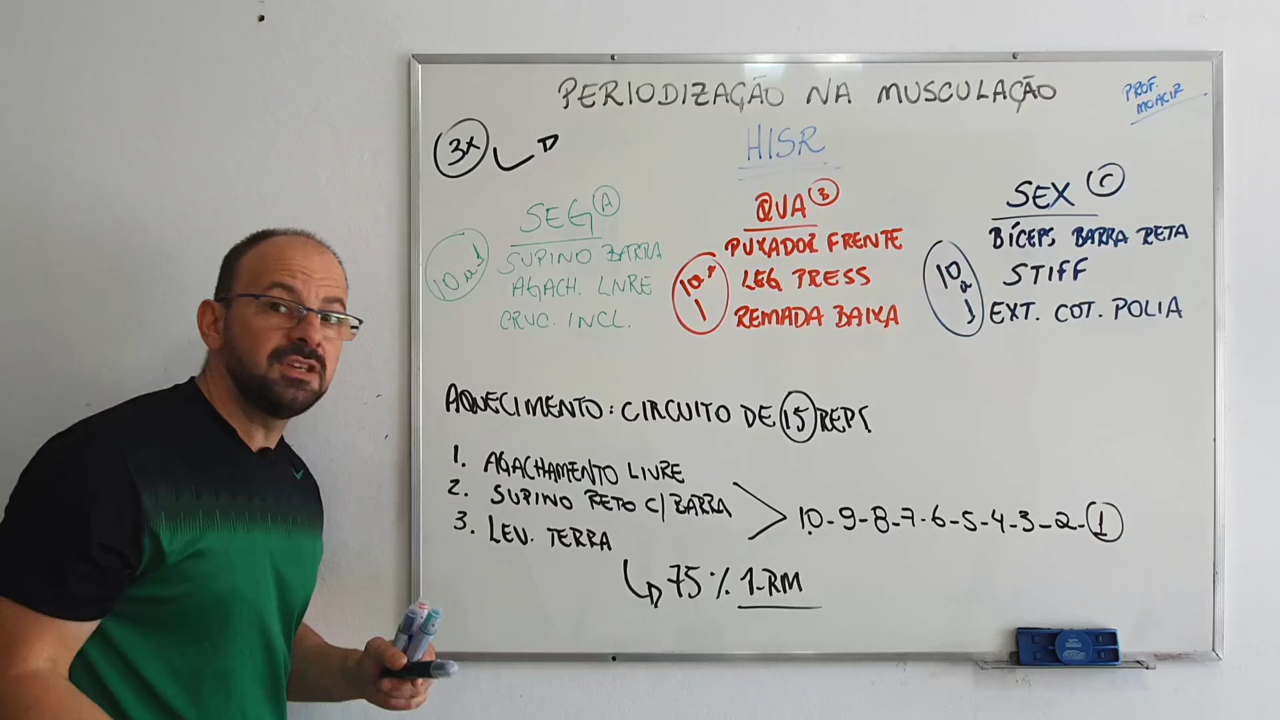 PERIODIZAÇÃO NA MUSCULAÇÃO
PROF. MOACIR
3X
HISR
SEG A
10 a 1
SUPINO BARRA
AGACH. LIVRE
CRUC. INCL.
QUA B
10 a 1
PUXADOR FRENTE
LEG PRESS
REMADA BAIXA
SEX C
10 a 1
BÍCEPS BARRA RETA
STIFF
EXT. COT. POLIA
AQUECIMENTO: CIRCUITO DE 15 REPS
1. AGACHAMENTO LIVRE
2. SUPINO RETO C/ BARRA
3. LEV. TERRA
10-9-8-7-6-5-4-3-2-1
75% 1-RM